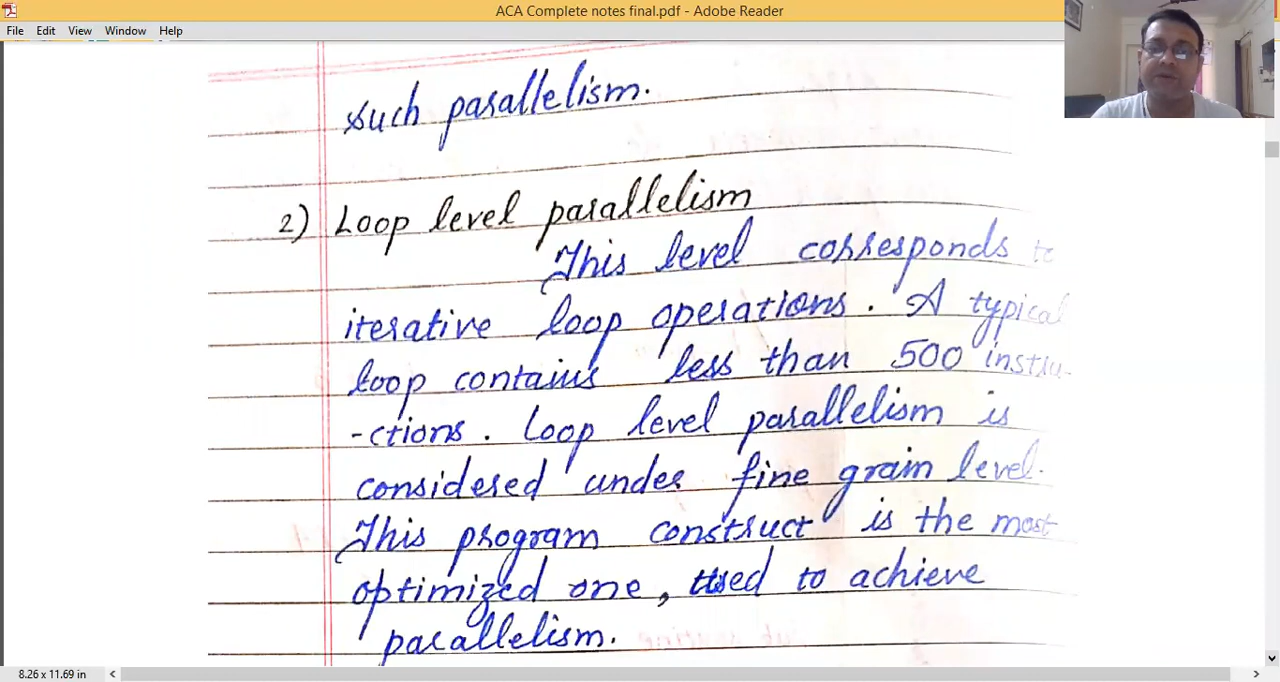 ACA Complete notes final.pdf - Adobe Reader
File Edit View Window Help
such parallelism.
2) Loop level parallelism
This level corresponds to
iterative loop operations. A typical
loop contains less than 500 instru-
-ctions. Loop level parallelism is
considered under fine grain level.
This program construct is the most
optimized one, used to achieve
parallelism.
8.26 x 11.69 in